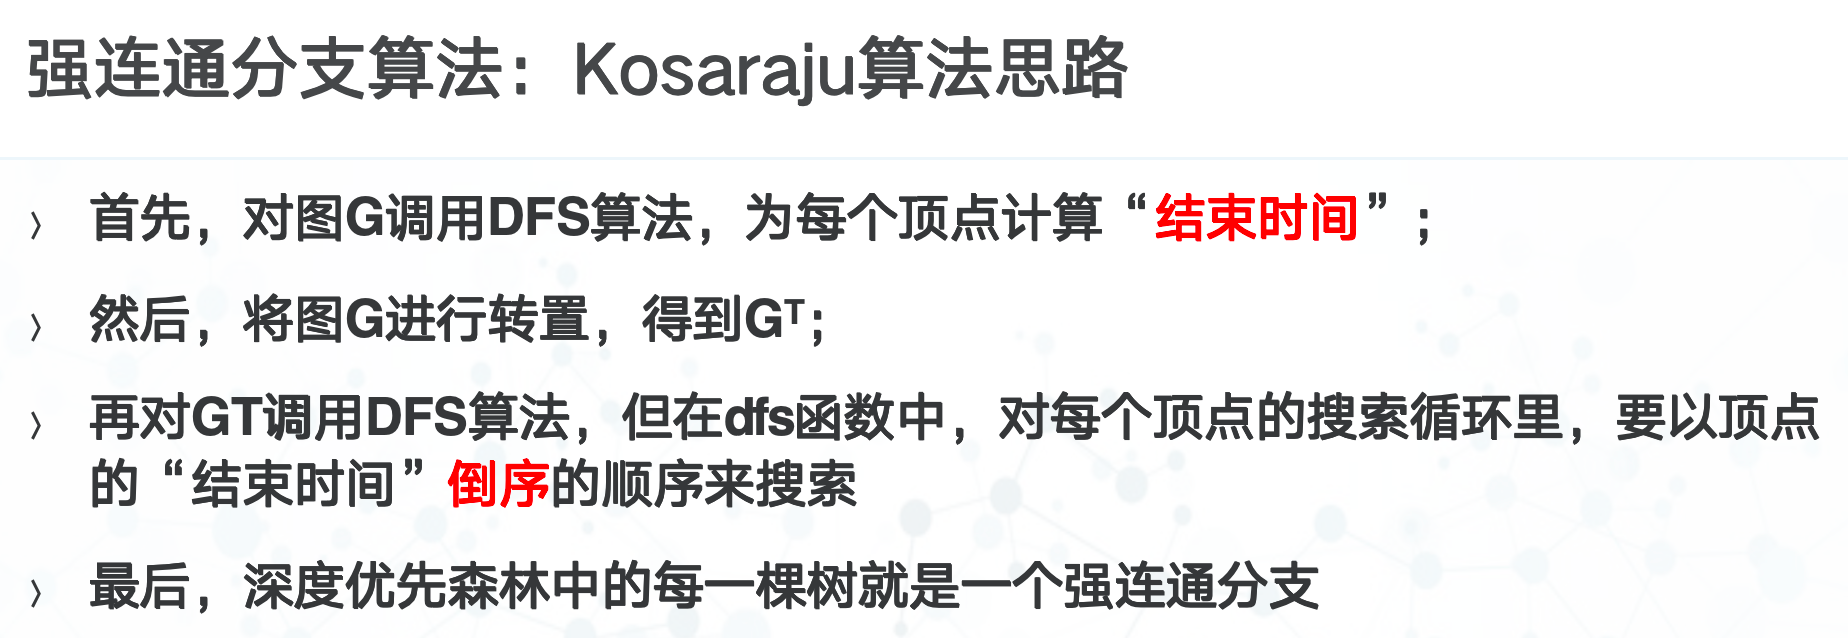 强连通分支算法：Kosaraju算法思路
› 首先，对图G调用DFS算法，为每个顶点计算“结束时间”；
› 然后，将图G进行转置，得到Gᵀ；
› 再对GT调用DFS算法，但在dfs函数中，对每个顶点的搜索循环里，要以顶点
的“结束时间”倒序的顺序来搜索
› 最后，深度优先森林中的每一棵树就是一个强连通分支